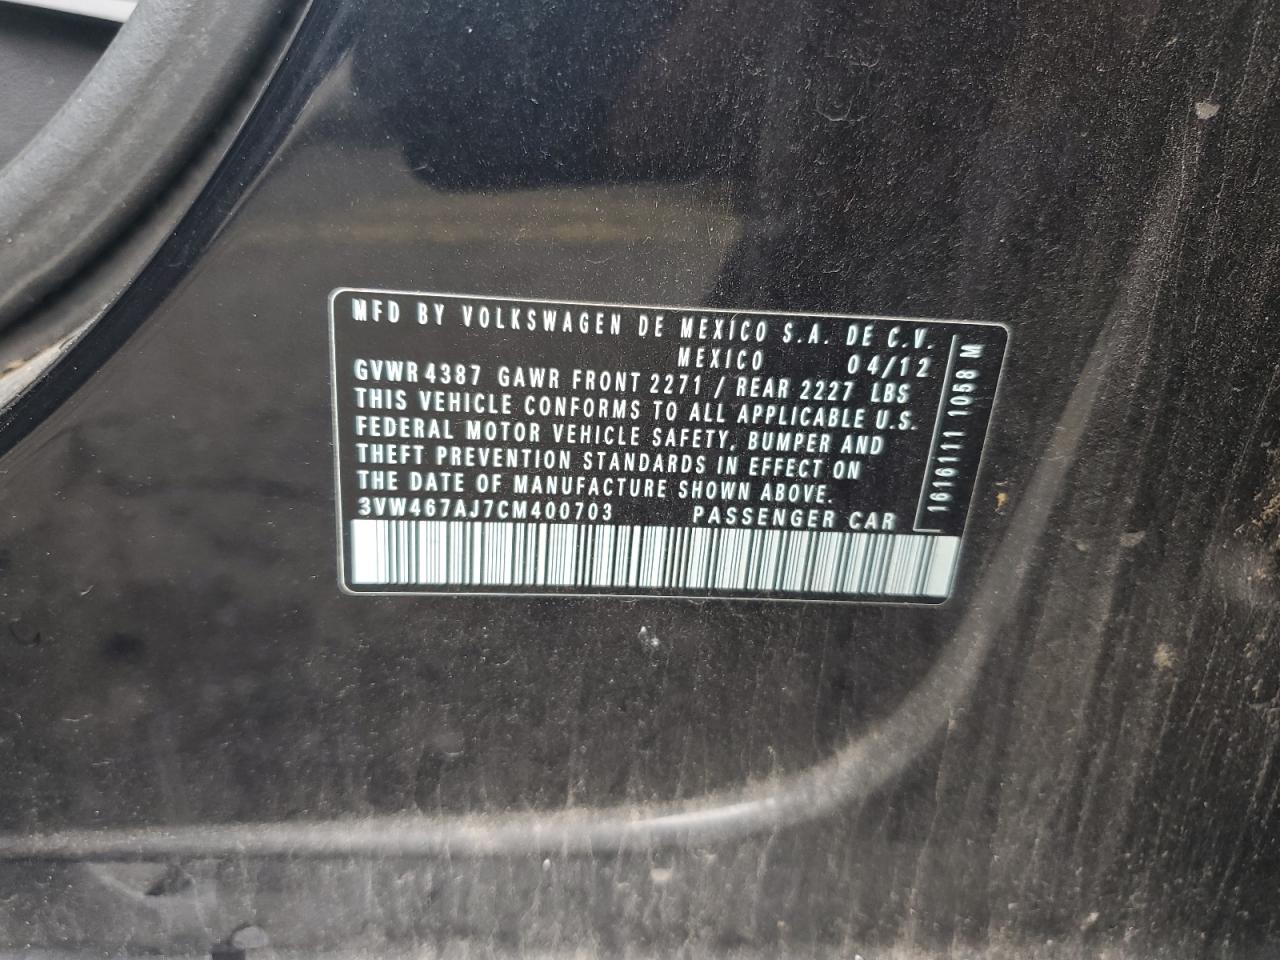 MFD BY VOLKSWAGEN DE MEXICO S.A. DE C.V.
MEXICO 04/12
GVWR 4387 GAWR FRONT 2271 / REAR 2227 LBS
THIS VEHICLE CONFORMS TO ALL APPLICABLE U.S.
FEDERAL MOTOR VEHICLE SAFETY, BUMPER AND
THEFT PREVENTION STANDARDS IN EFFECT ON
THE DATE OF MANUFACTURE SHOWN ABOVE.
3VW467AJ7CM400703 PASSENGER CAR
1616111 1058 M